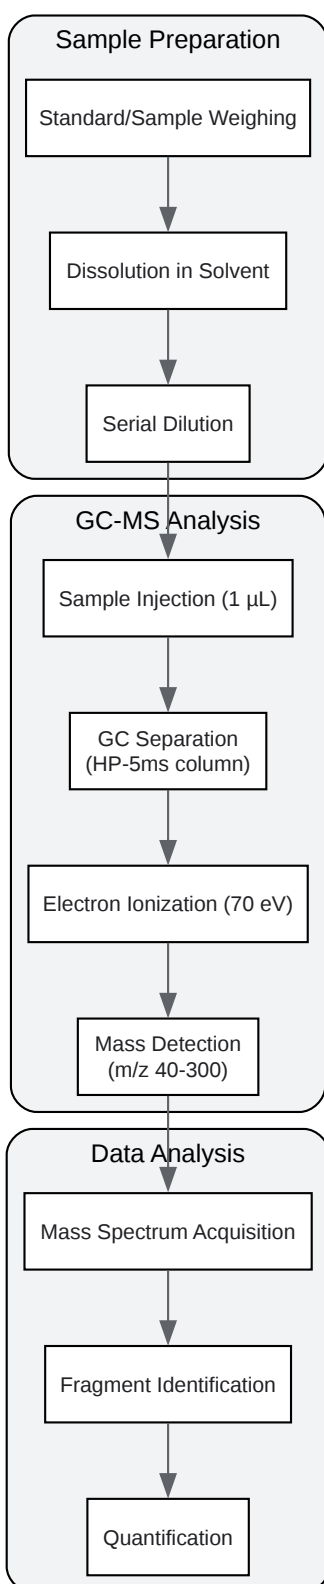 Sample Preparation
Standard/Sample Weighing
Dissolution in Solvent
Serial Dilution
GC-MS Analysis
Sample Injection (1 µL)
GC Separation
(HP-5ms column)
Electron Ionization (70 eV)
Mass Detection
(m/z 40-300)
Data Analysis
Mass Spectrum Acquisition
Fragment Identification
Quantification